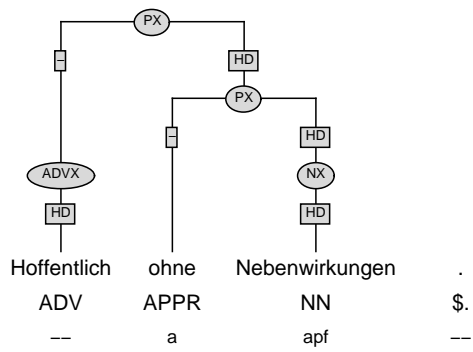 PX
– HD
PX
– HD
ADVX NX
HD HD
Hoffentlich ohne Nebenwirkungen .
ADV APPR NN $.
−− a apf −−